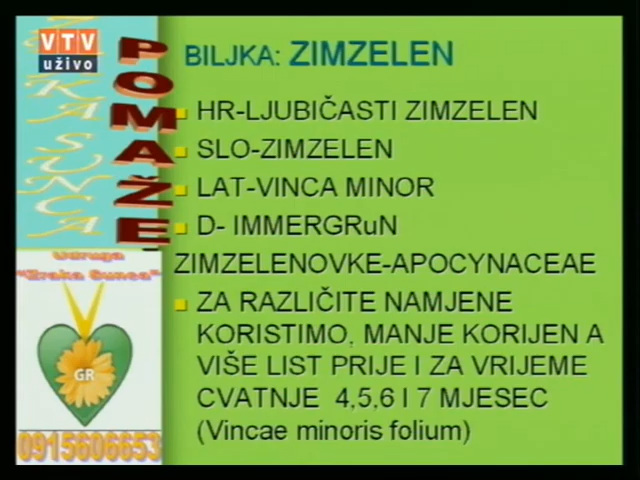 VTV
uživo
ZRAKA SUNCA
POMAŽE
BILJKA: ZIMZELEN
HR-LJUBIČASTI ZIMZELEN
SLO-ZIMZELEN
LAT-VINCA MINOR
D- IMMERGRuN
ZIMZELENOVKE-APOCYNACEAE
ZA RAZLIČITE NAMJENE
KORISTIMO, MANJE KORIJEN A
VIŠE LIST PRIJE I ZA VRIJEME
CVATNJE 4,5,6 I 7 MJESEC
(Vincae minoris folium)
Udruga
"Zraka Sunca"
GR
0915606653